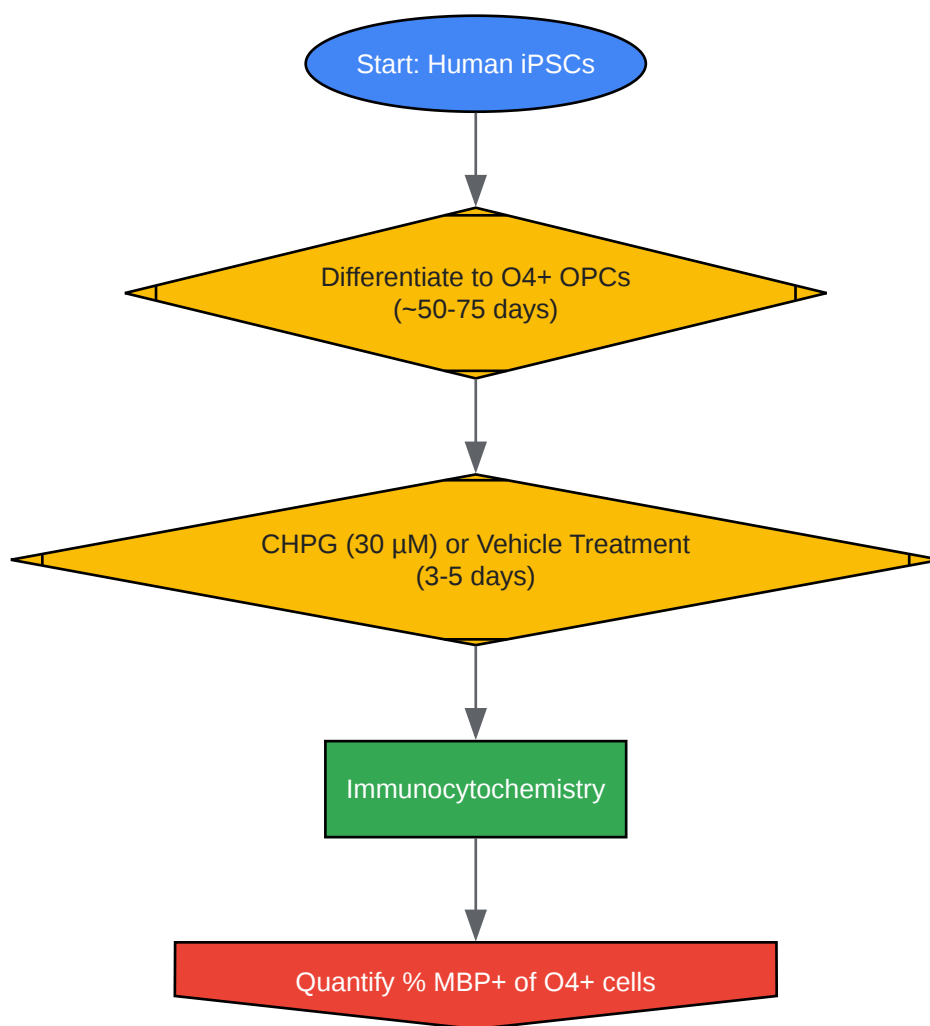 Start: Human iPSCs
Differentiate to O4+ OPCs
(~50-75 days)
CHPG (30 µM) or Vehicle Treatment
(3-5 days)
Immunocytochemistry
Quantify % MBP+ of O4+ cells